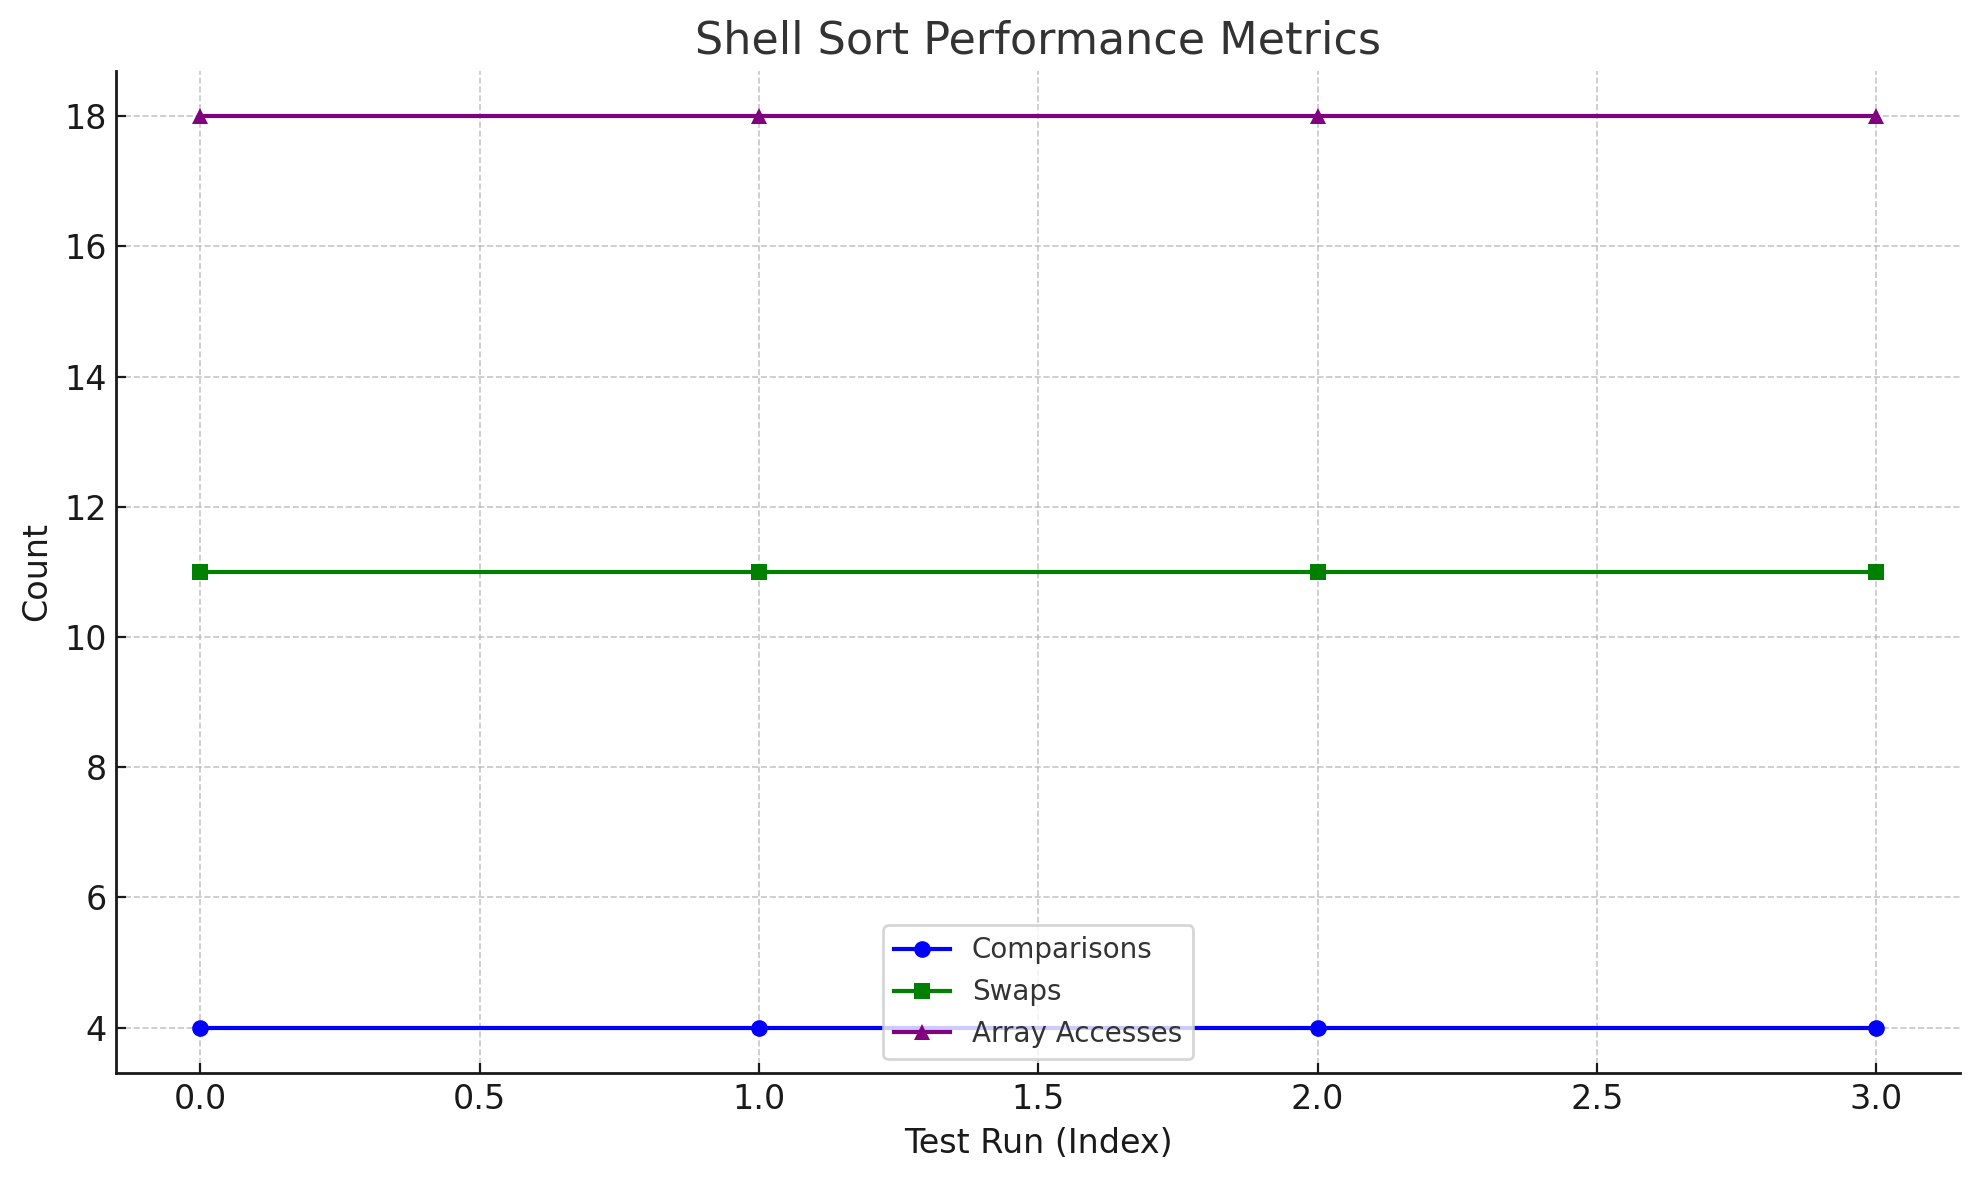 Shell Sort Performance Metrics
18
16
14
12
10
8
6
4
Count
Comparisons
Swaps
Array Accesses
0.0 0.5 1.0 1.5 2.0 2.5 3.0
Test Run (Index)